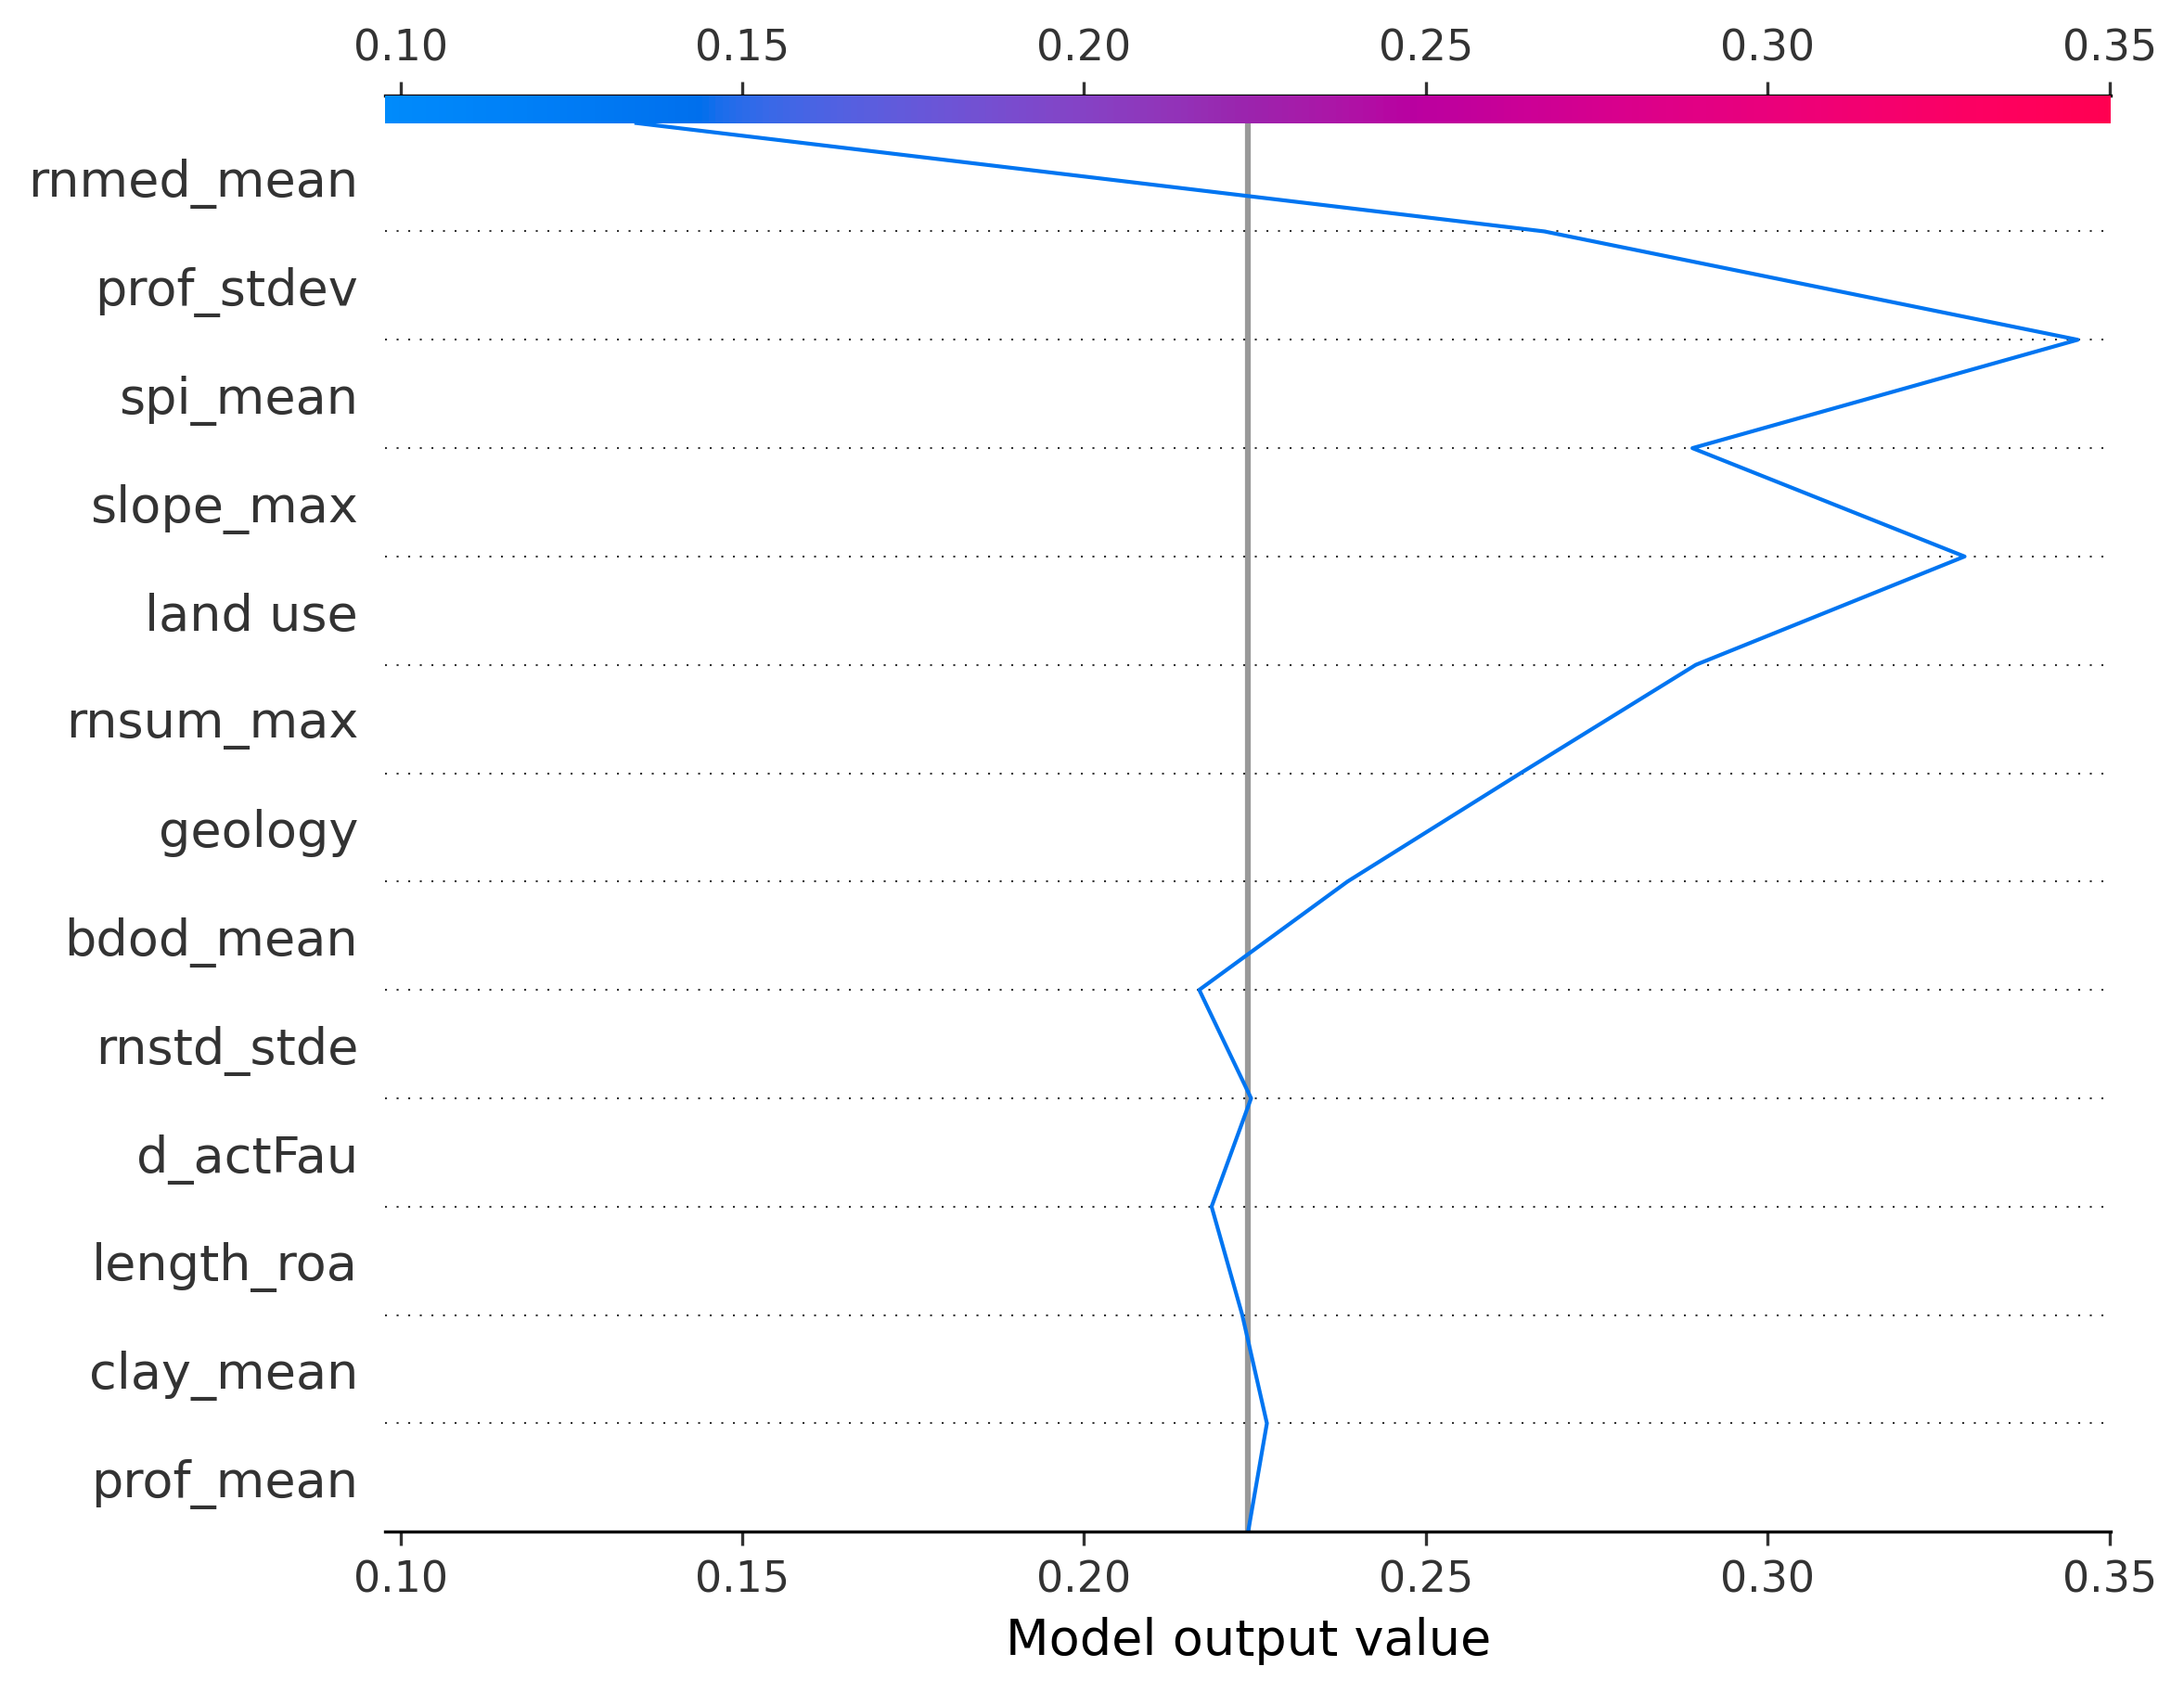 0.10 0.15 0.20 0.25 0.30 0.35
rnmed_mean
prof_stdev
spi_mean
slope_max
land use
rnsum_max
geology
bdod_mean
rnstd_stde
d_actFau
length_roa
clay_mean
prof_mean
0.10 0.15 0.20 0.25 0.30 0.35
Model output value